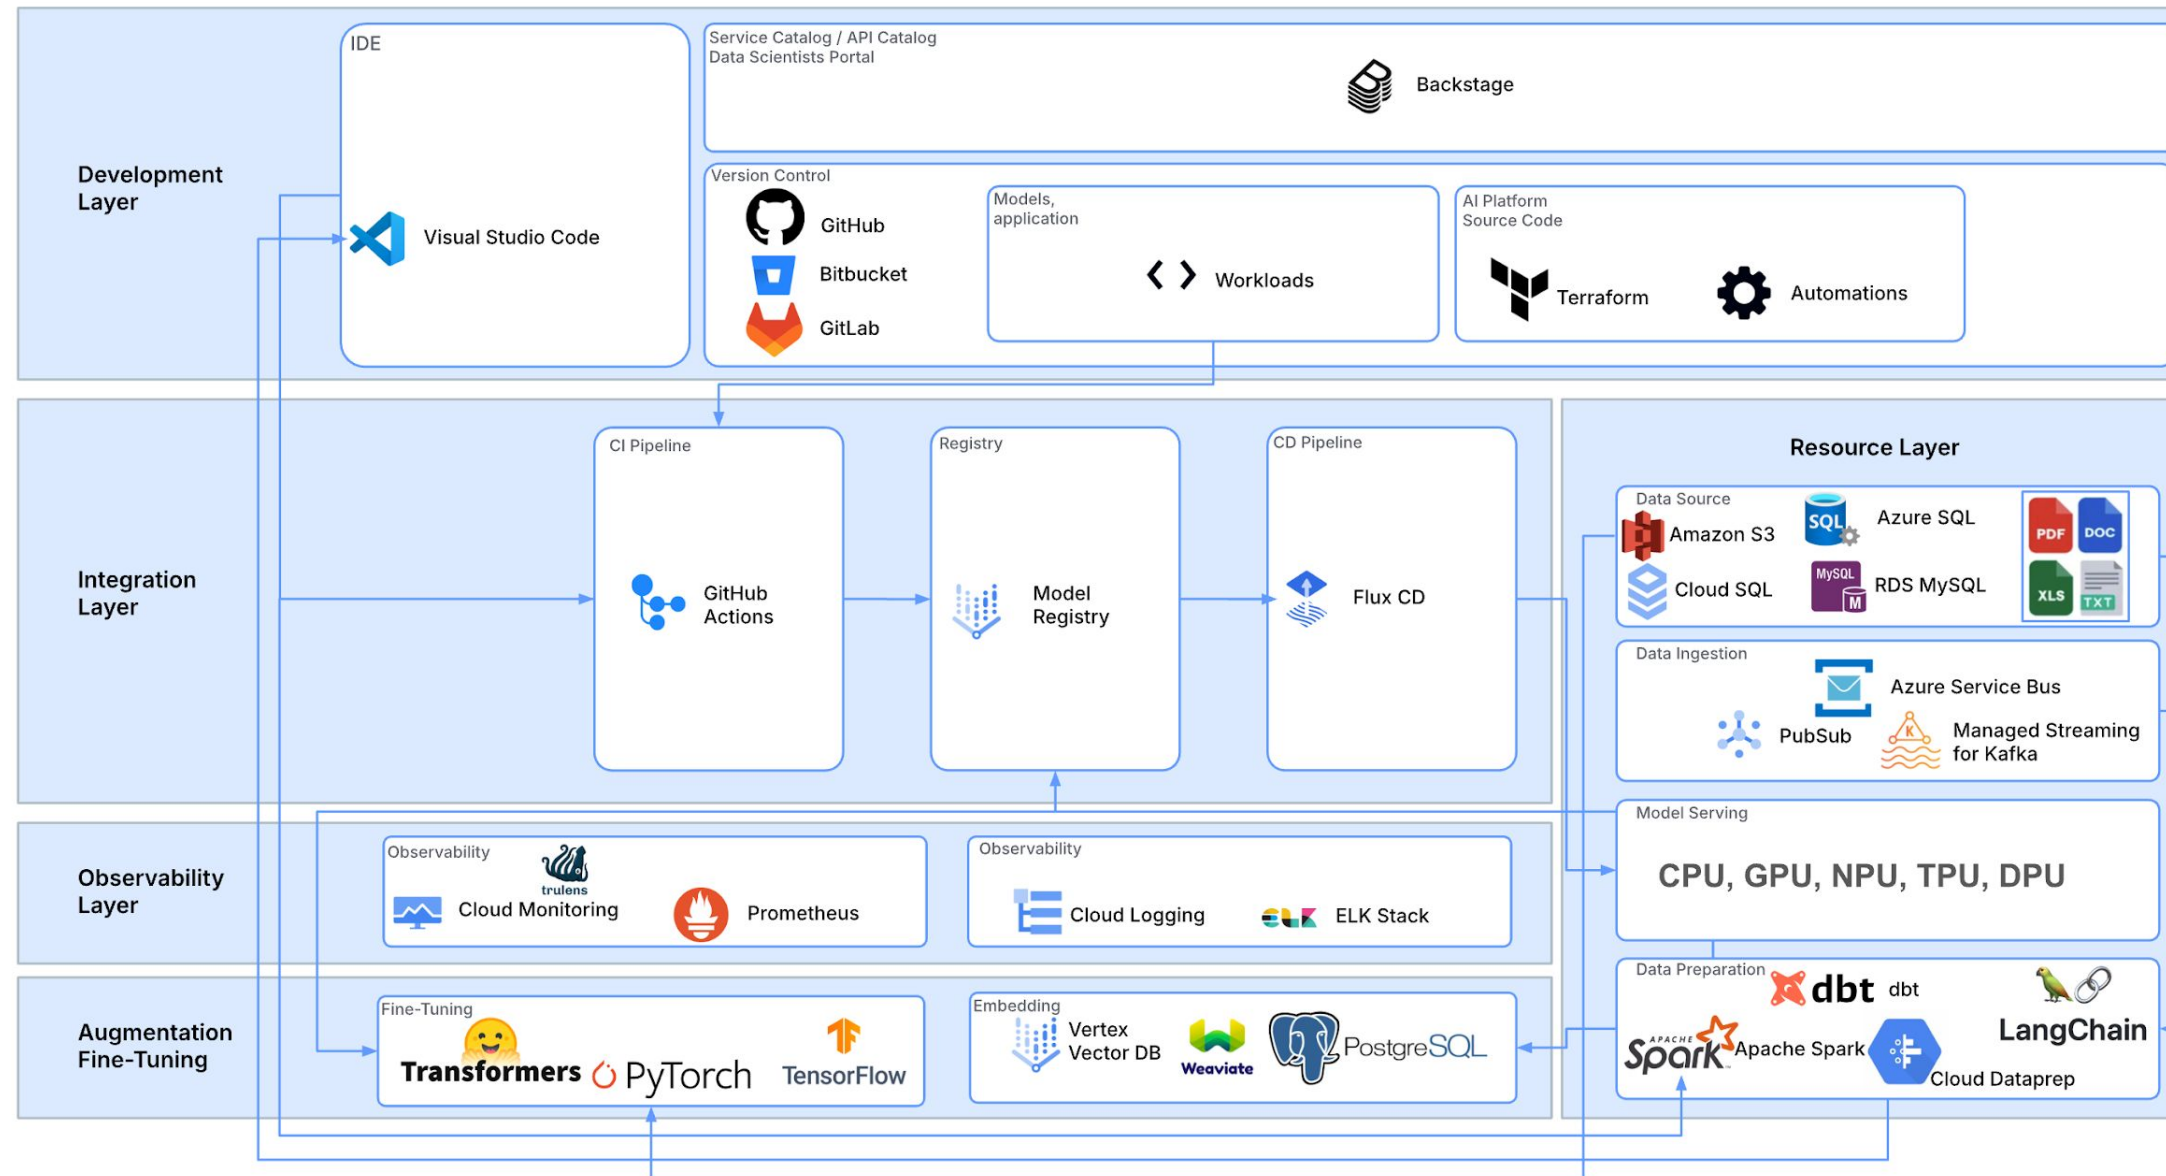 IDE
Service Catalog / API Catalog
Data Scientists Portal
Backstage
Development
Layer
Visual Studio Code
Version Control
GitHub
Bitbucket
GitLab
Models,
application
Workloads
AI Platform
Source Code
Terraform
Automations
Integration
Layer
CI Pipeline
GitHub
Actions
Registry
Model
Registry
CD Pipeline
Flux CD
Resource Layer
Data Source
Amazon S3
SQL
Azure SQL
PDF
DOC
Cloud SQL
MySQL
M
RDS MySQL
XLS
TXT
Data Ingestion
Azure Service Bus
PubSub
K
Managed Streaming
for Kafka
Model Serving
CPU, GPU, NPU, TPU, DPU
Observability
Layer
Observability
trulens
Cloud Monitoring
Prometheus
Observability
Cloud Logging
ELK
ELK Stack
Augmentation
Fine-Tuning
Fine-Tuning
Transformers
PyTorch
TensorFlow
Embedding
Vertex
Vector DB
Weaviate
PostgreSQL
Data Preparation
dbt
dbt
LangChain
APACHE
Spark
Apache Spark
Cloud Dataprep